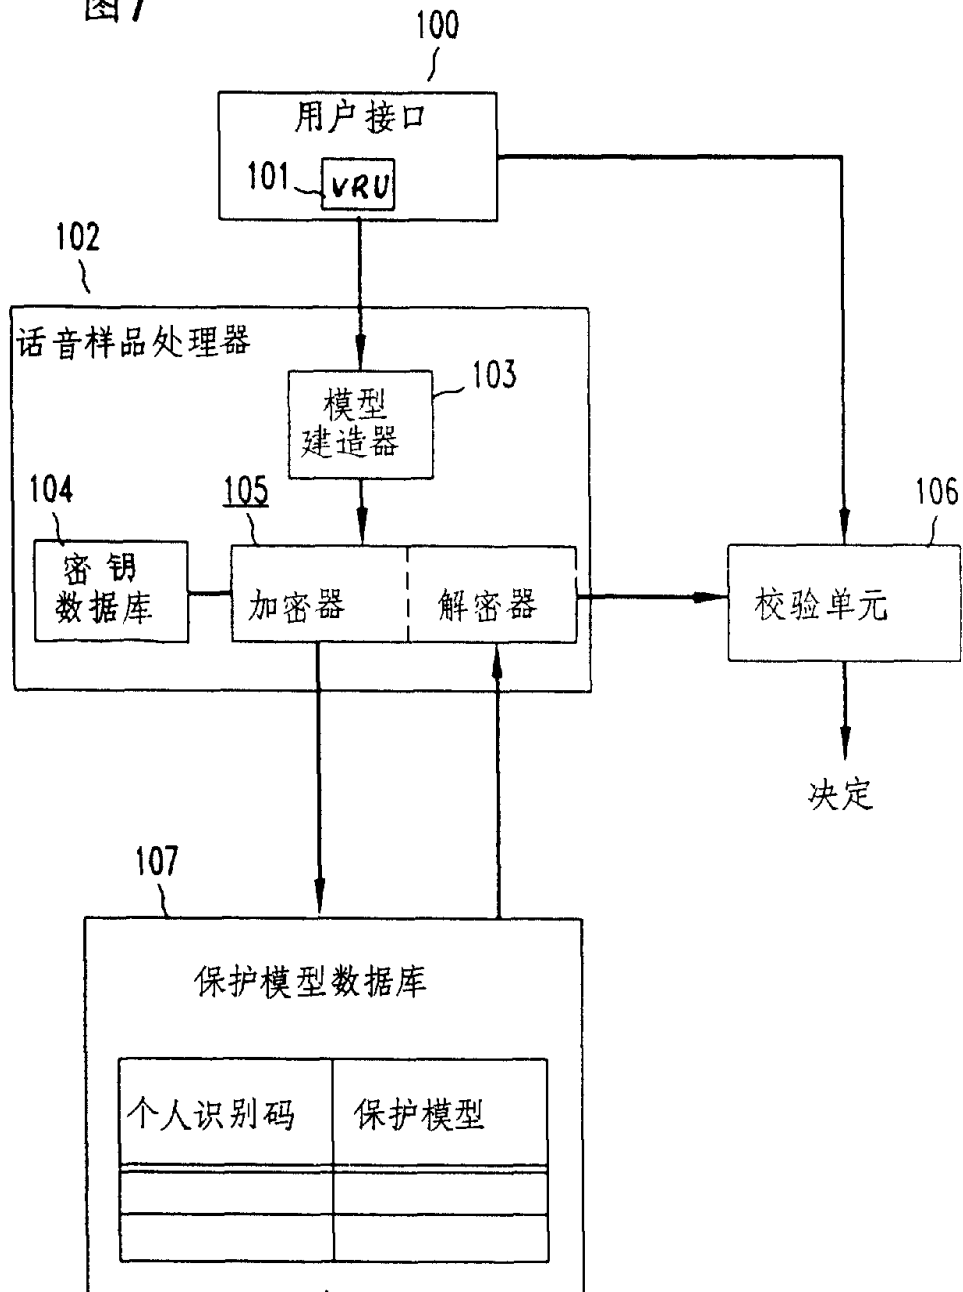 图1
100
用户接口
101
VRU
102
话音样品处理器
103
模型
建造器
104
105
106
密钥
数据库
加密器
解密器
校验单元
决定
107
保护模型数据库
个人识别码
保护模型